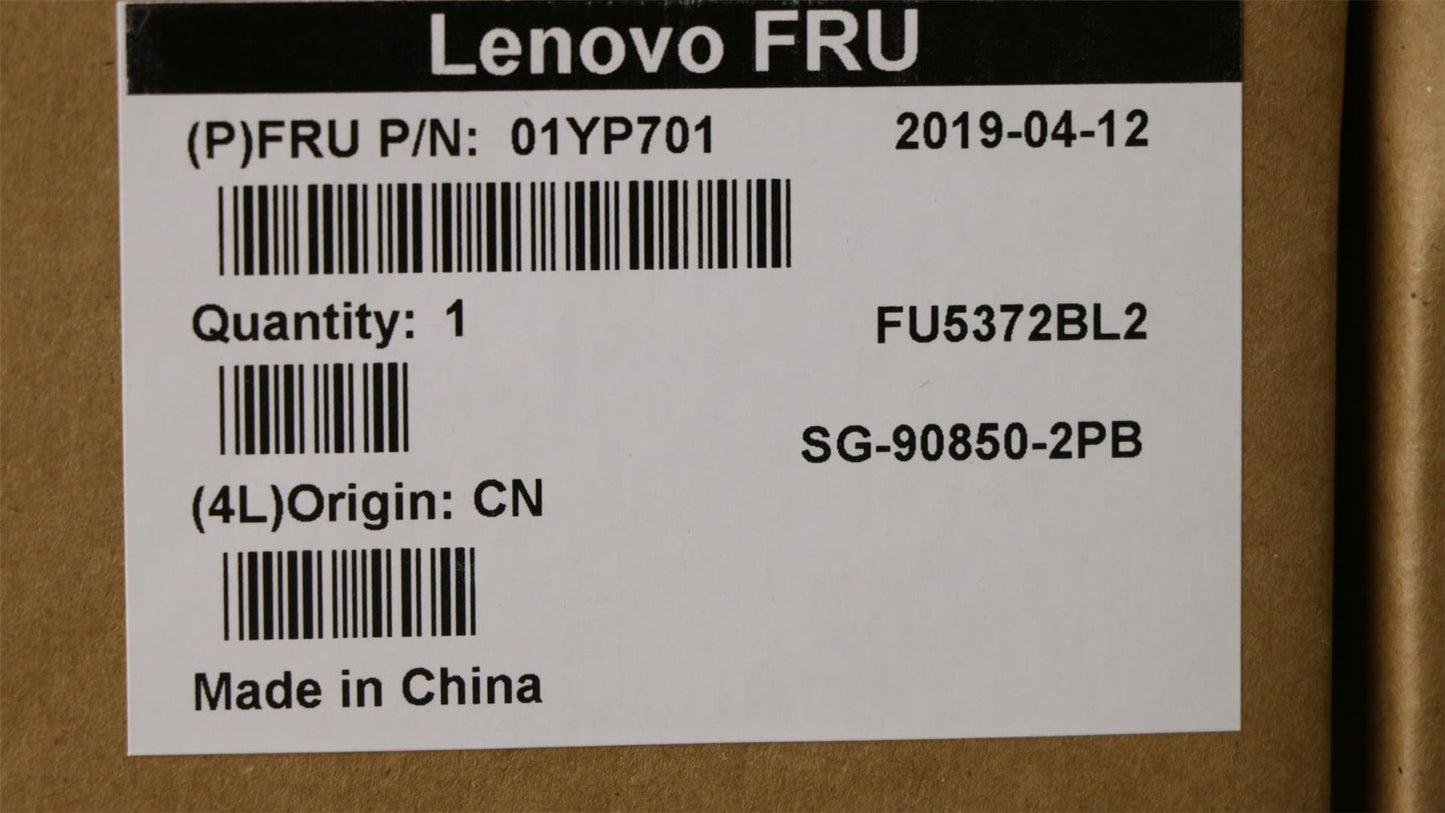 Lenovo FRU
(P)FRU P/N: 01YP701 2019-04-12
Quantity: 1 FU5372BL2
SG-90850-2PB
(4L)Origin: CN
Made in China